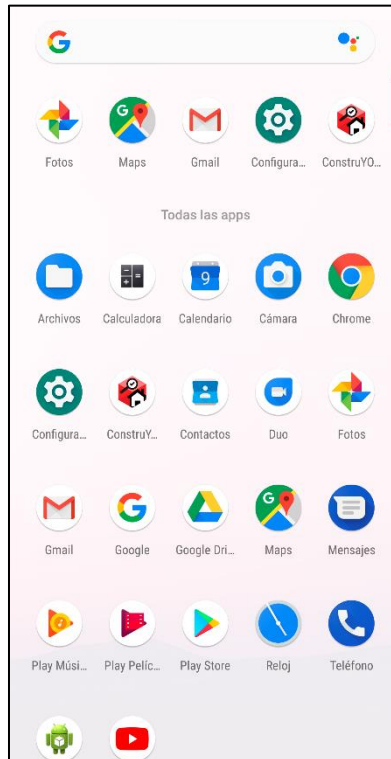 Fotos Maps Gmail Configura... ConstruYO...
Todas las apps
Archivos Calculadora Calendario Cámara Chrome
Configura... ConstruY... Contactos Duo Fotos
Gmail Google Google Dri... Maps Mensajes
Play Músi... Play Pelíc... Play Store Reloj Teléfono